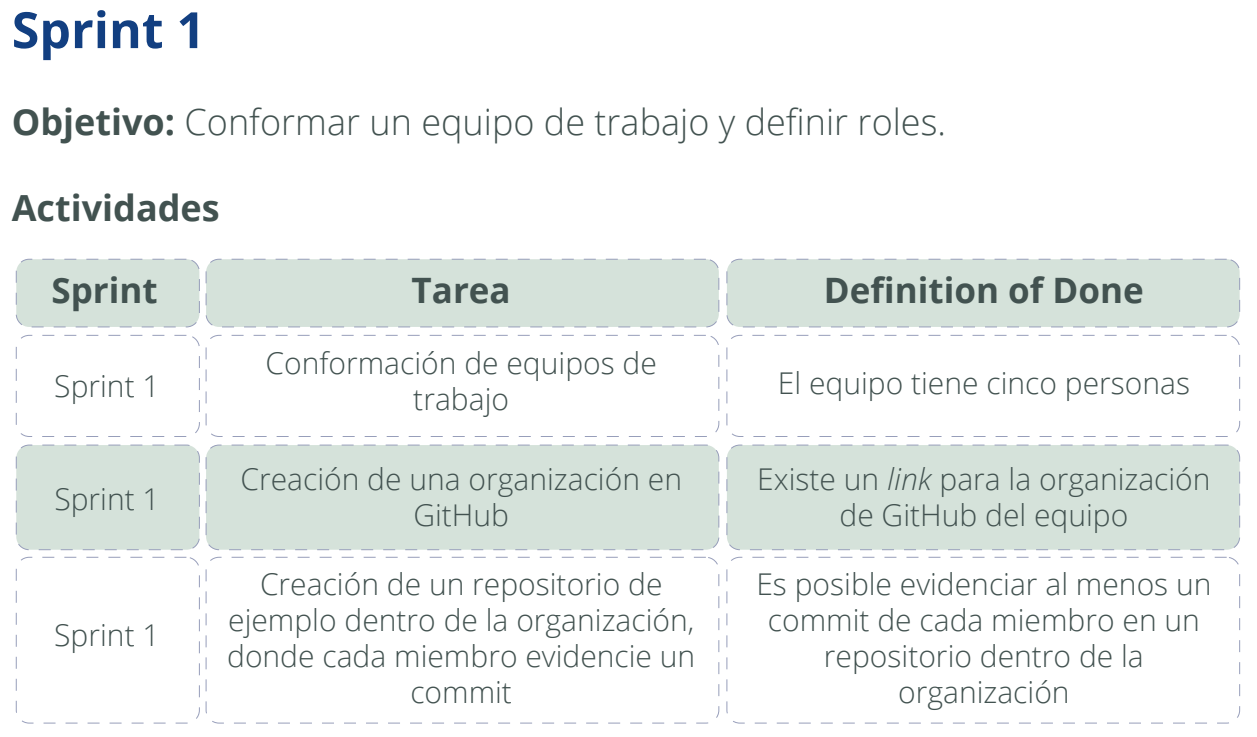 Sprint 1
Objetivo: Conformar un equipo de trabajo y definir roles.
Actividades
Sprint
Tarea
Definition of Done
Sprint 1
Conformación de equipos de
trabajo
El equipo tiene cinco personas
Sprint 1
Creación de una organización en
GitHub
Existe un link para la organización
de GitHub del equipo
Sprint 1
Creación de un repositorio de
ejemplo dentro de la organización,
donde cada miembro evidencie un
commit
Es posible evidenciar al menos un
commit de cada miembro en un
repositorio dentro de la
organización